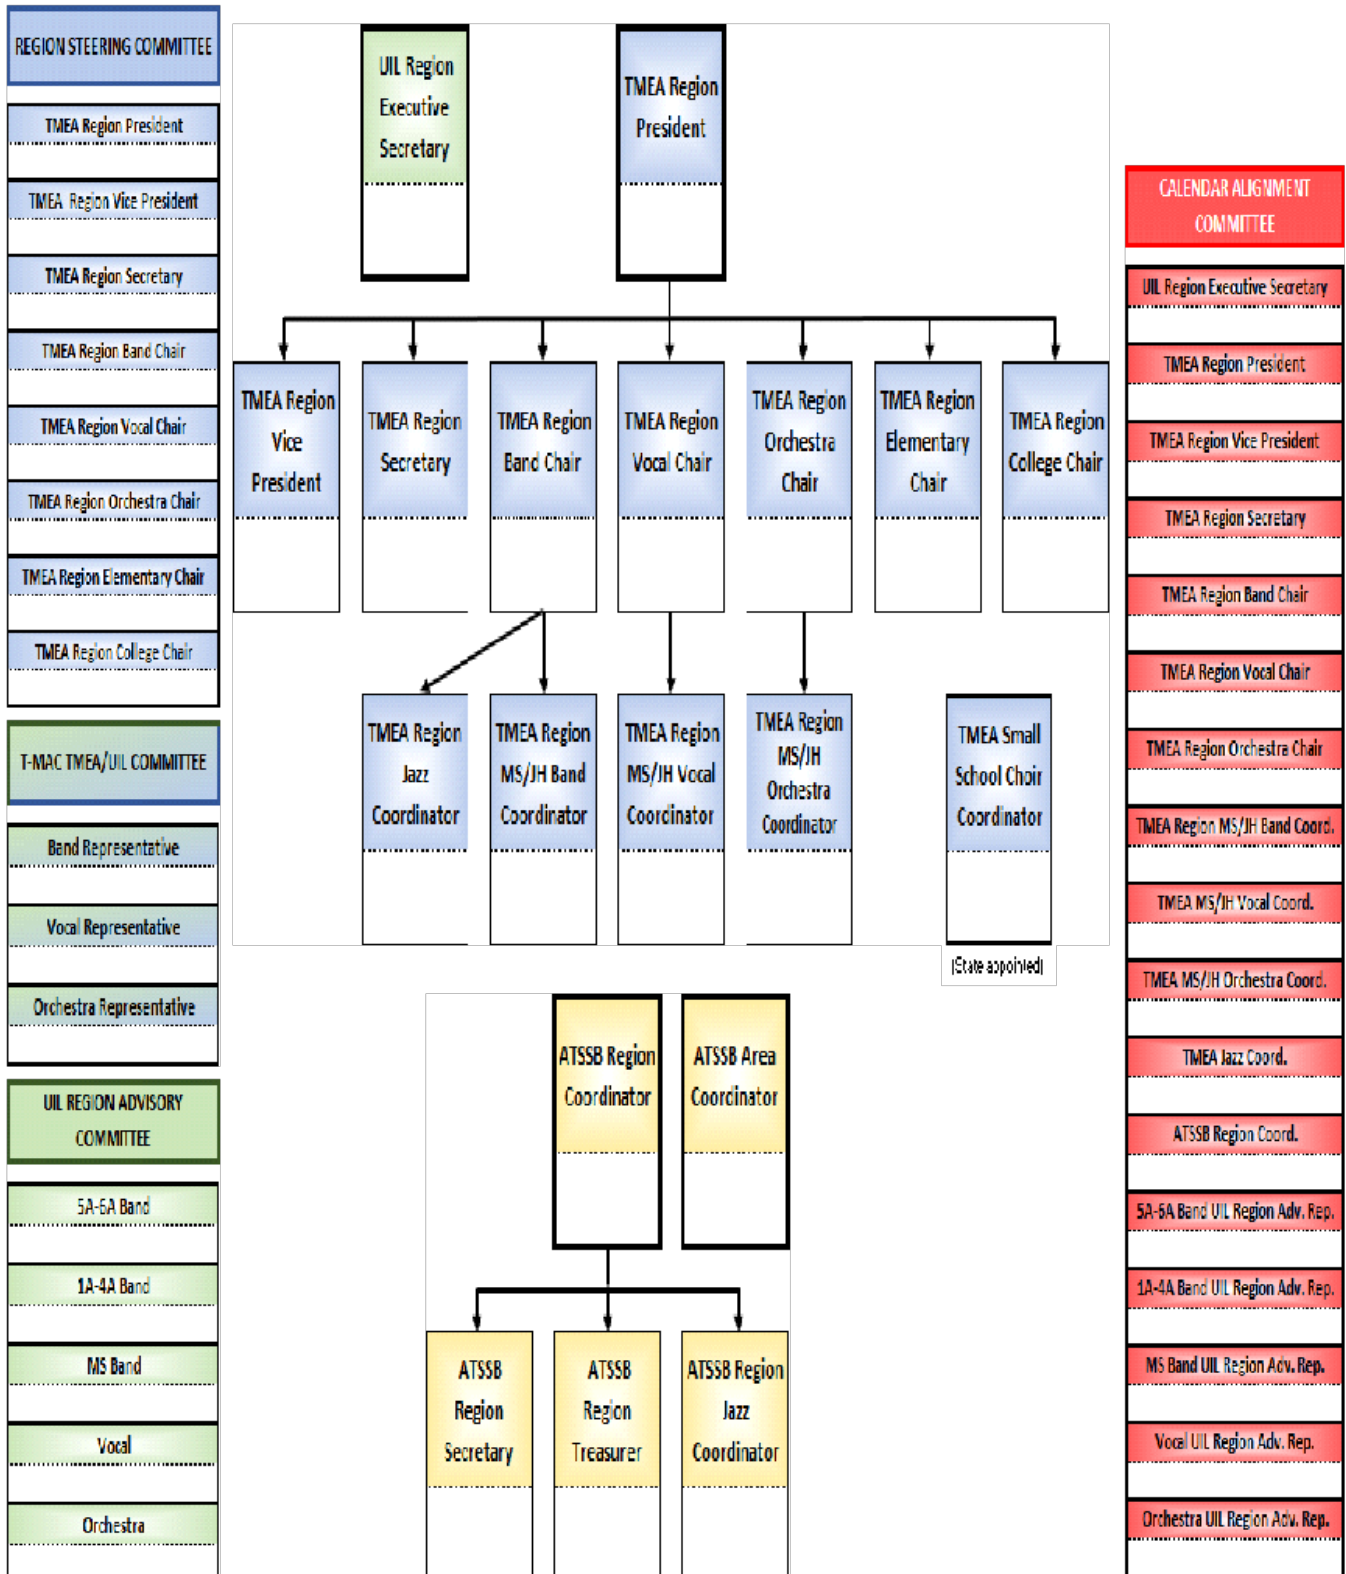 REGION STEERING COMMITTEE
TMEA Region President
TMEA Region Vice President
TMEA Region Secretary
TMEA Region Band Chair
TMEA Region Vocal Chair
TMEA Region Orchestra Chair
TMEA Region Elementary Chair
TMEA Region College Chair
T-MAC TMEA/UIL COMMITTEE
Band Representative
Vocal Representative
Orchestra Representative
UIL REGION ADVISORY
COMMITTEE
5A-6A Band
1A-4A Band
MS Band
Vocal
Orchestra
UIL Region
Executive
Secretary
TMEA Region
President
TMEA Region
Vice
President
TMEA Region
Secretary
TMEA Region
Band Chair
TMEA Region
Vocal Chair
TMEA Region
Orchestra
Chair
TMEA Region
Elementary
Chair
TMEA Region
College Chair
TMEA Region
Jazz
Coordinator
TMEA Region
MS/JH Band
Coordinator
TMEA Region
MS/JH Vocal
Coordinator
TMEA Region
MS/JH
Orchestra
Coordinator
TMEA Small
School Choir
Coordinator
(State appointed)
ATSSB Region
Coordinator
ATSSB Area
Coordinator
ATSSB
Region
Secretary
ATSSB
Region
Treasurer
ATSSB Region
Jazz
Coordinator
CALENDAR ALIGNMENT
COMMITTEE
UIL Region Executive Secretary
TMEA Region President
TMEA Region Vice President
TMEA Region Secretary
TMEA Region Band Chair
TMEA Region Vocal Chair
TMEA Region Orchestra Chair
TMEA Region MS/JH Band Coord.
TMEA MS/JH Vocal Coord.
TMEA MS/JH Orchestra Coord.
TMEA Jazz Coord.
ATSSB Region Coord.
5A-6A Band UIL Region Adv. Rep.
1A-4A Band UIL Region Adv. Rep.
MS Band UIL Region Adv. Rep.
Vocal UIL Region Adv. Rep.
Orchestra UIL Region Adv. Rep.